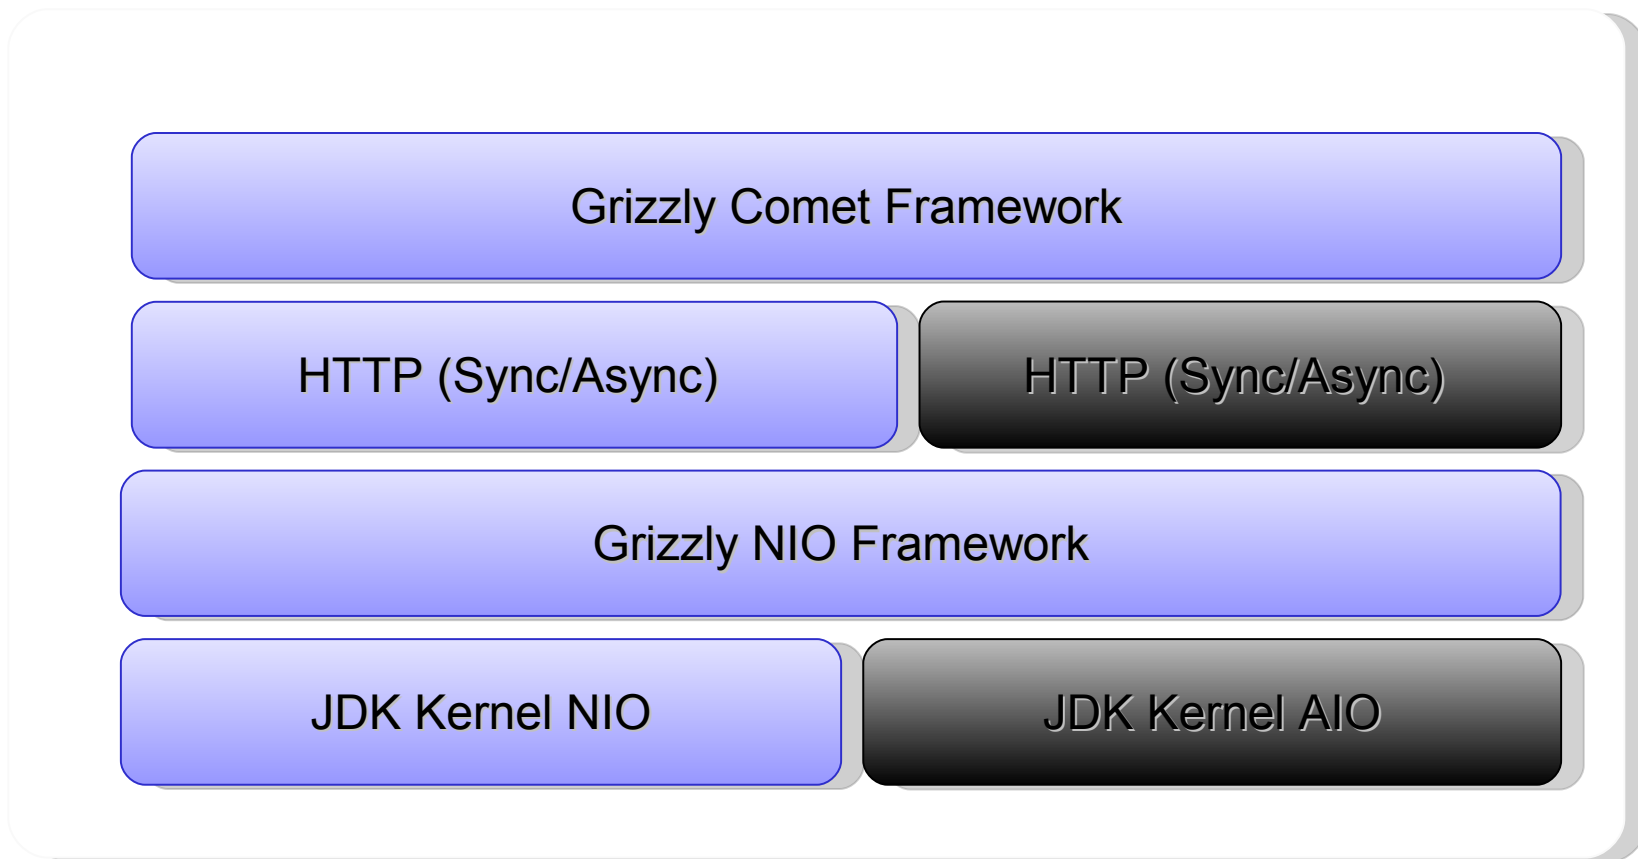 Grizzly Comet Framework
HTTP (Sync/Async)
HTTP (Sync/Async)
Grizzly NIO Framework
JDK Kernel NIO
JDK Kernel AIO